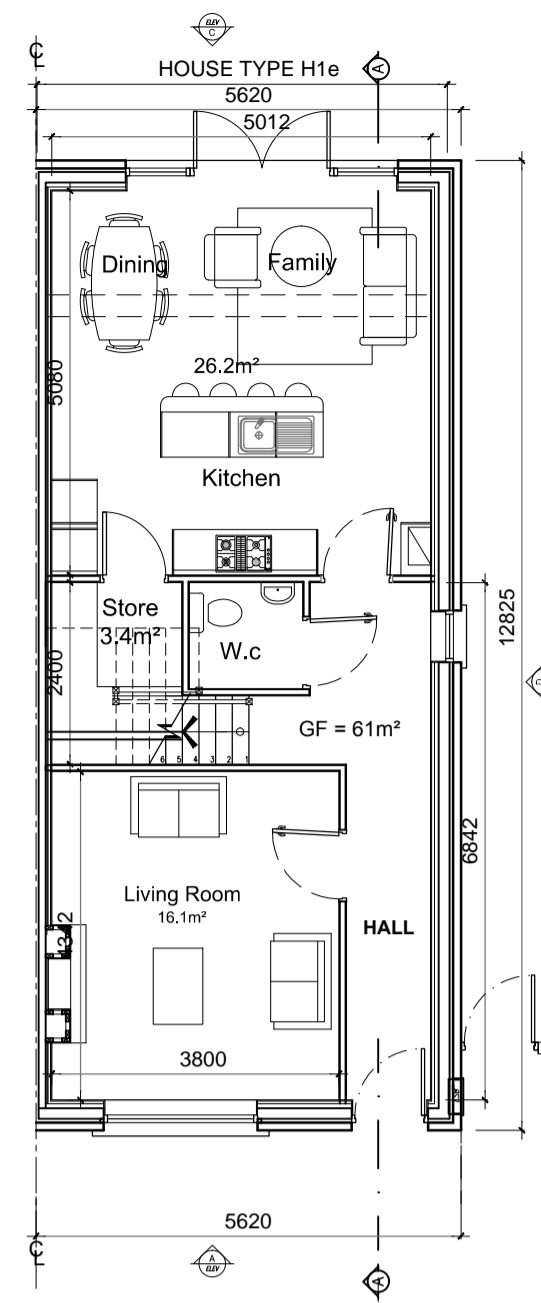 ELEV
C
℄
HOUSE TYPE H1e
A
5620
5012
Dining
Family
26.2m²
5080
Kitchen
Store
3.4m²
W.c
12825
2400
GF = 61m²
6 5 4 3 2 1
6842
Living Room
16.1m²
HALL
3800
5620
℄
A
ELEV
A